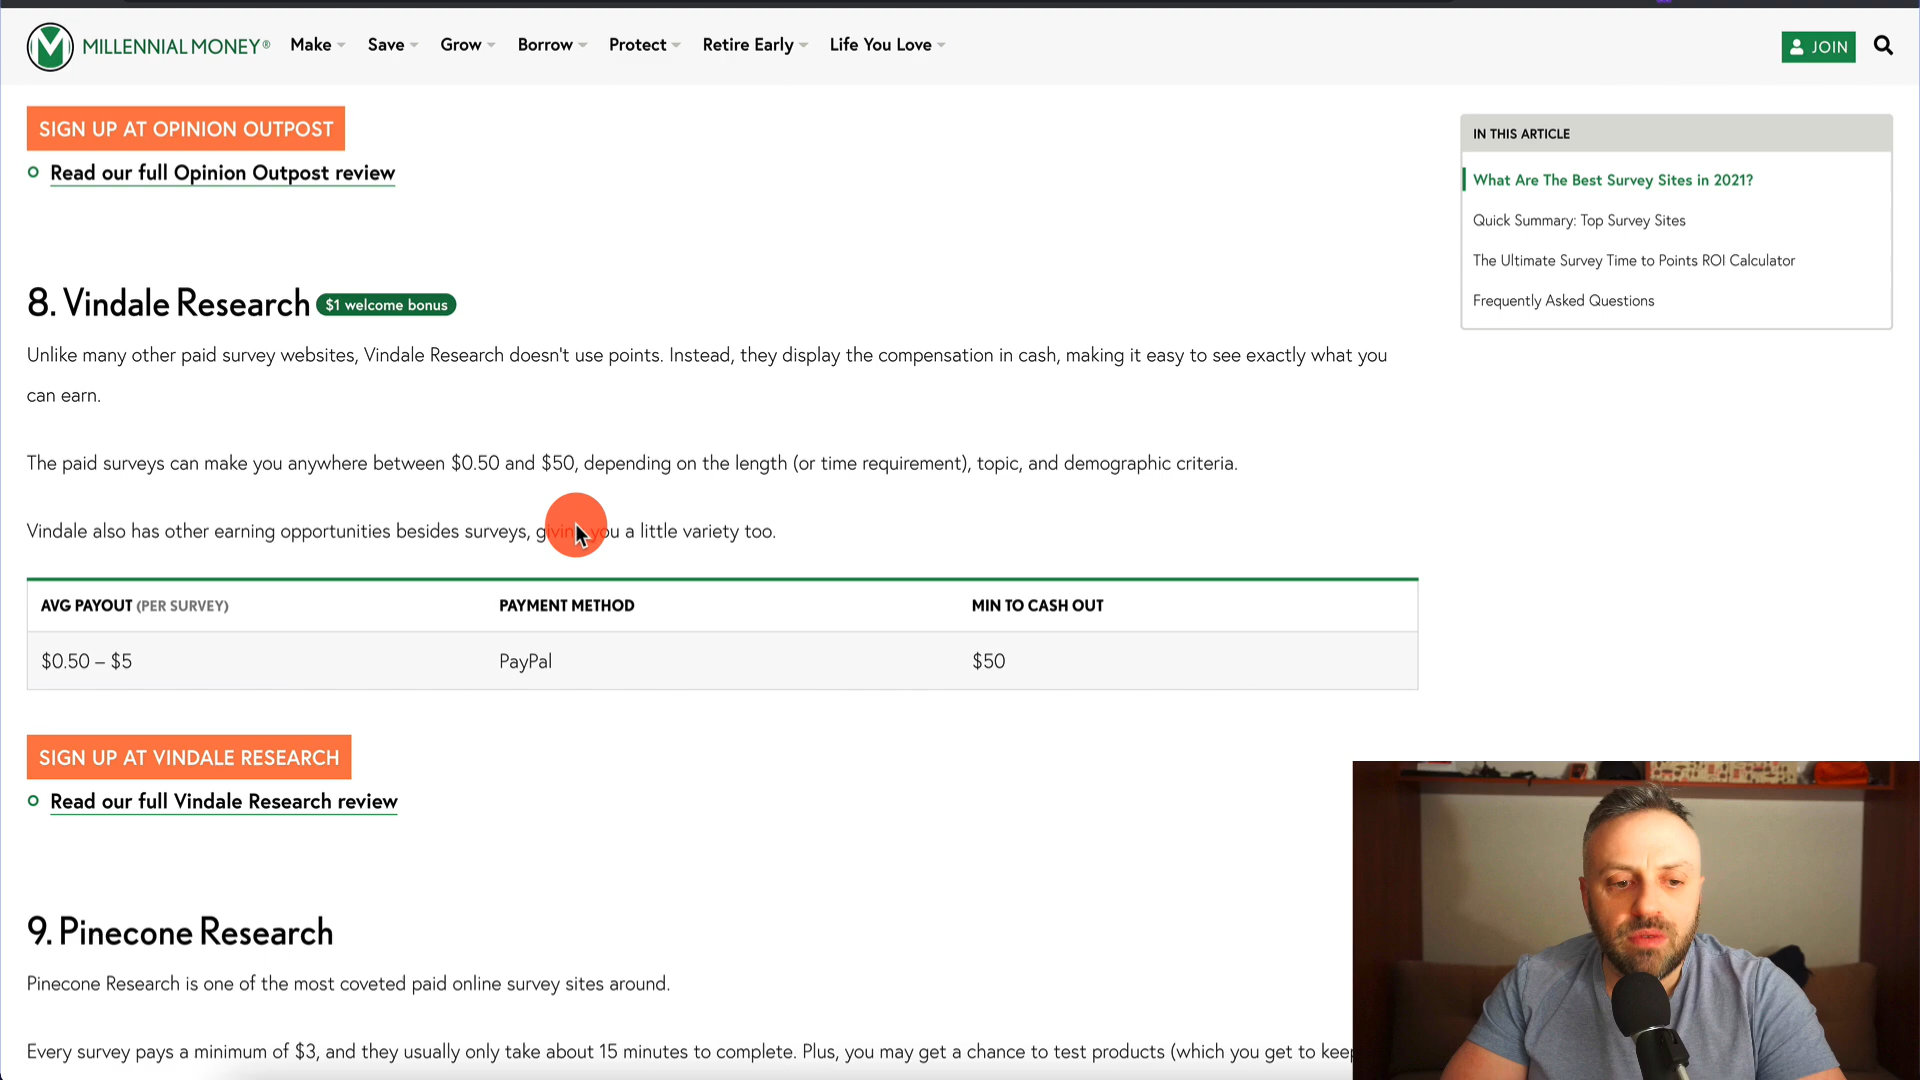 MILLENNIAL MONEY®
Make
Save
Grow
Borrow
Protect
Retire Early
Life You Love
JOIN
SIGN UP AT OPINION OUTPOST
Read our full Opinion Outpost review
IN THIS ARTICLE
What Are The Best Survey Sites in 2021?
Quick Summary: Top Survey Sites
The Ultimate Survey Time to Points ROI Calculator
Frequently Asked Questions
8. Vindale Research $1 welcome bonus
Unlike many other paid survey websites, Vindale Research doesn't use points. Instead, they display the compensation in cash, making it easy to see exactly what you
can earn.
The paid surveys can make you anywhere between $0.50 and $50, depending on the length (or time requirement), topic, and demographic criteria.
Vindale also has other earning opportunities besides surveys, giving you a little variety too.
AVG PAYOUT (PER SURVEY) PAYMENT METHOD MIN TO CASH OUT
$0.50 – $5 PayPal $50
SIGN UP AT VINDALE RESEARCH
Read our full Vindale Research review
9. Pinecone Research
Pinecone Research is one of the most coveted paid online survey sites around.
Every survey pays a minimum of $3, and they usually only take about 15 minutes to complete. Plus, you may get a chance to test products (which you get to keep